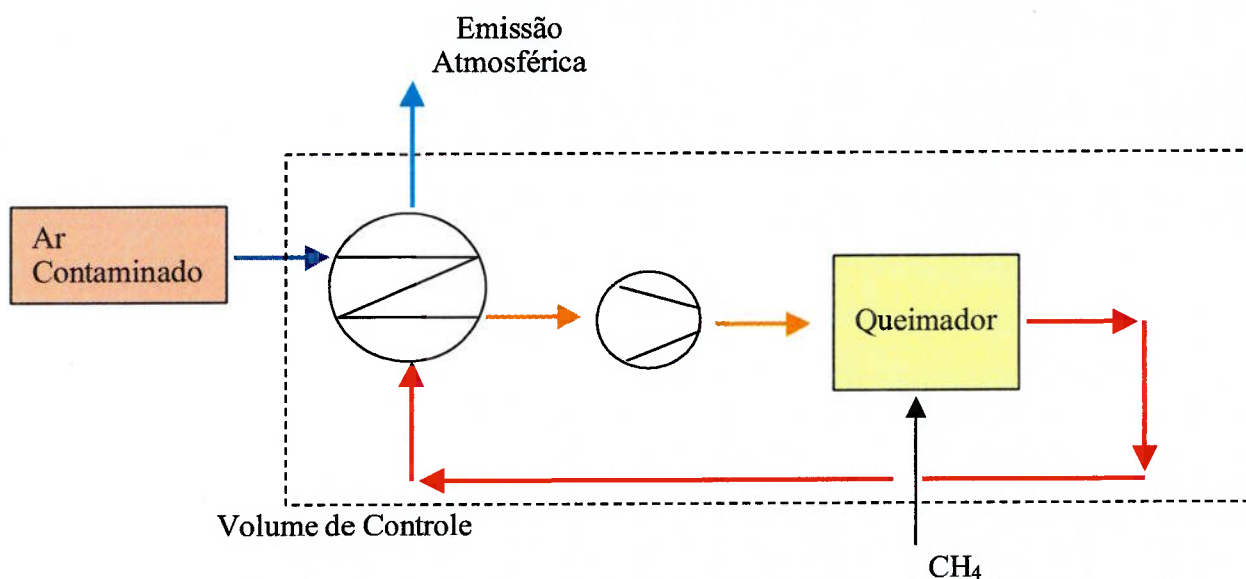 Emissão
Atmosférica
Ar
Contaminado
Queimador
Volume de Controle
CH₄